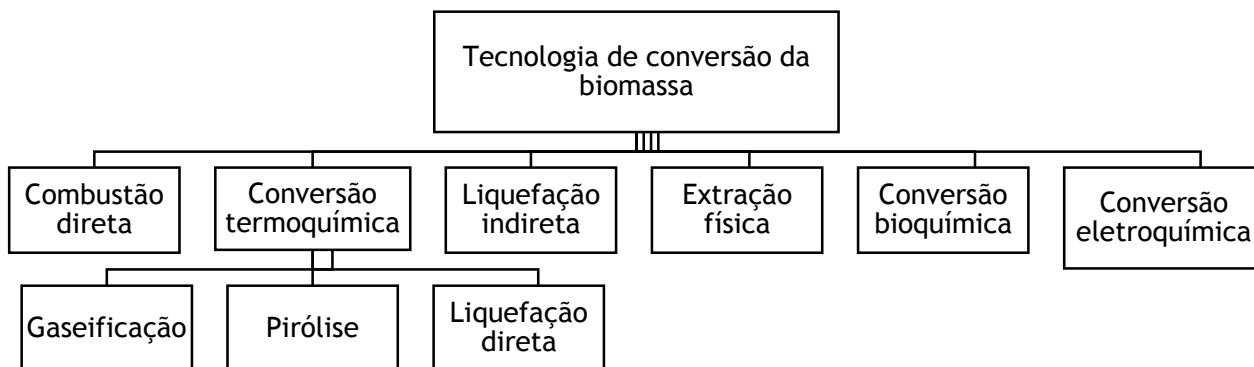 Tecnologia de conversão da
biomassa
Combustão
direta
Conversão
termoquímica
Liquefação
indireta
Extração
física
Conversão
bioquímica
Conversão
eletroquímica
Gaseificação
Pirólise
Liquefação
direta